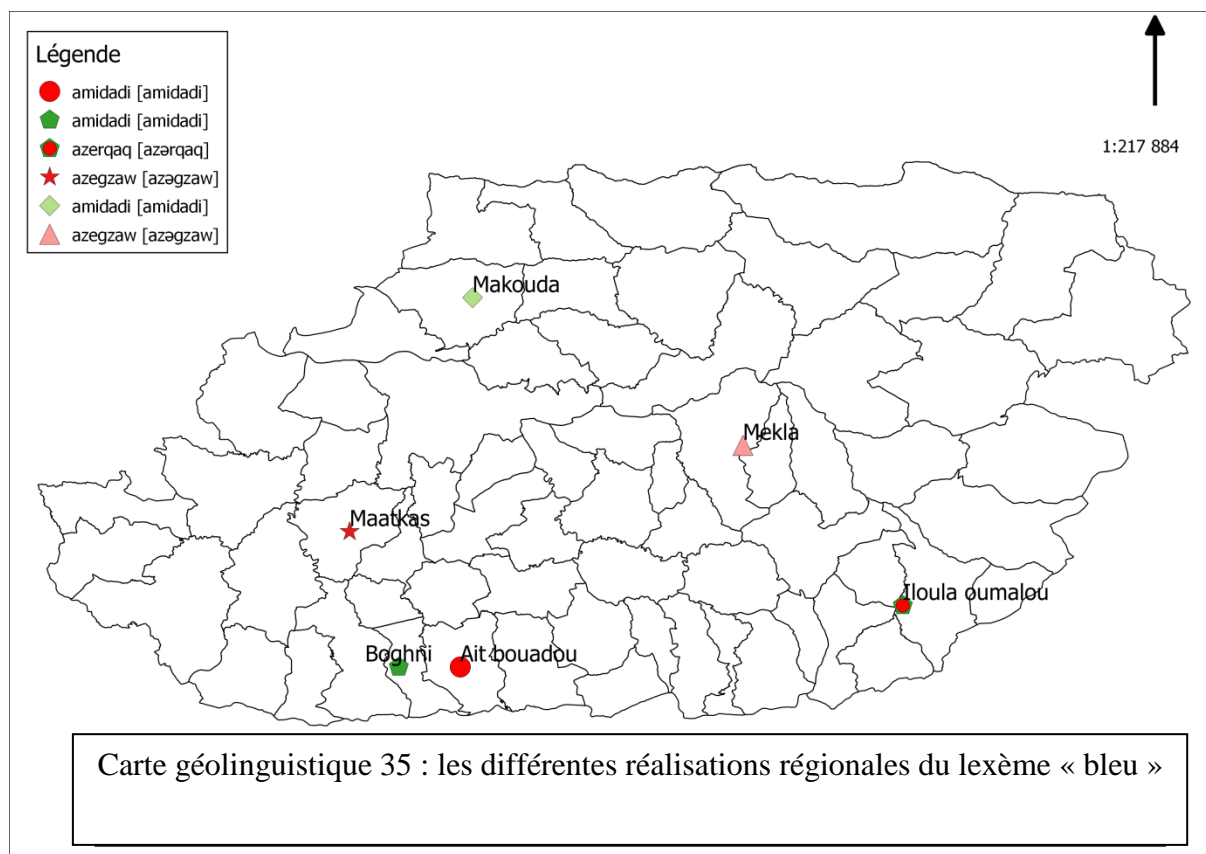 Légende
amidadi [amidadi]
amidadi [amidadi]
azerqaq [azərqaq]
azegzaw [azəgzaw]
amidadi [amidadi]
azegzaw [azəgzaw]
1:217 884
Makouda
Mekla
Maatkas
Iloula oumalou
Boghni
Ait bouadou
Carte géolinguistique 35 : les différentes réalisations régionales du lexème « bleu »